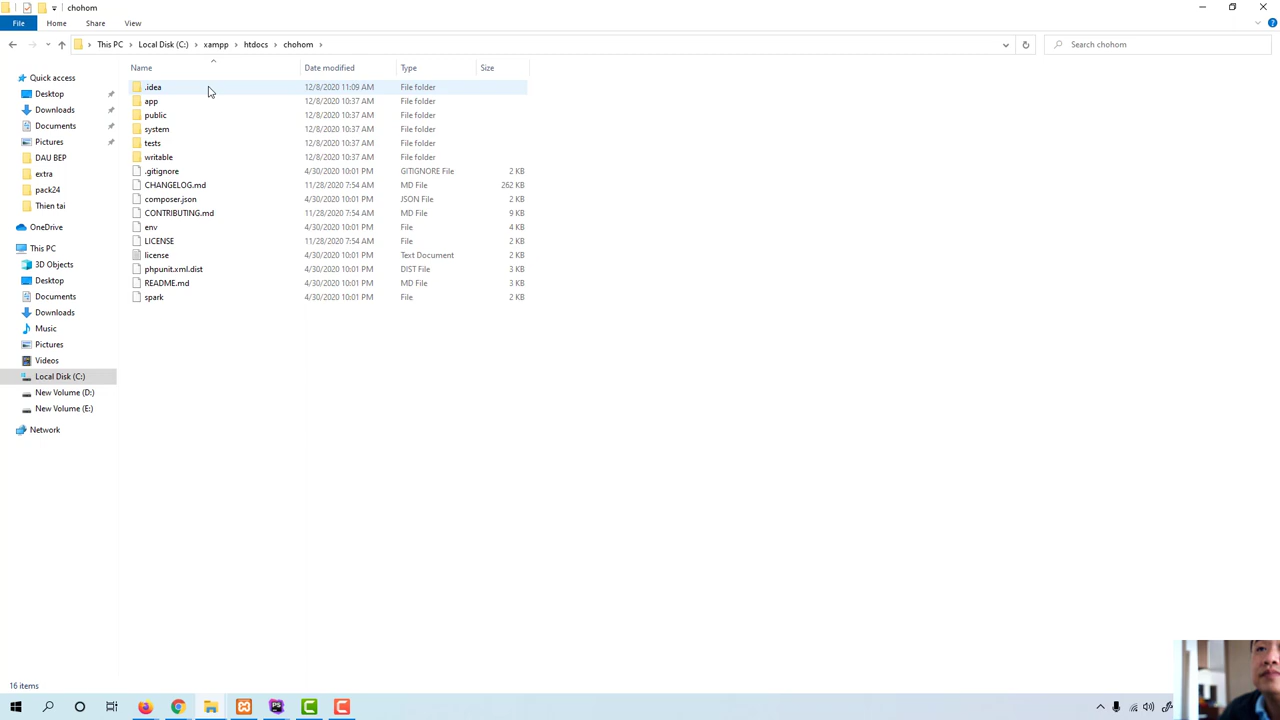 chohom
File Home Share View
This PC Local Disk (C:) xampp htdocs chohom
Search chohom
Name Date modified Type Size
.idea 12/8/2020 11:09 AM File folder
app 12/8/2020 10:37 AM File folder
public 12/8/2020 10:37 AM File folder
system 12/8/2020 10:37 AM File folder
tests 12/8/2020 10:37 AM File folder
writable 12/8/2020 10:37 AM File folder
.gitignore 4/30/2020 10:01 PM GITIGNORE File 2 KB
CHANGELOG.md 11/28/2020 7:54 AM MD File 262 KB
composer.json 4/30/2020 10:01 PM JSON File 2 KB
CONTRIBUTING.md 11/28/2020 7:54 AM MD File 9 KB
env 4/30/2020 10:01 PM File 4 KB
LICENSE 11/28/2020 7:54 AM File 2 KB
license 4/30/2020 10:01 PM Text Document 2 KB
phpunit.xml.dist 4/30/2020 10:01 PM DIST File 3 KB
README.md 4/30/2020 10:01 PM MD File 3 KB
spark 4/30/2020 10:01 PM File 2 KB
Quick access
Desktop
Downloads
Documents
Pictures
DAU BEP
extra
pack24
Thien tai
OneDrive
This PC
3D Objects
Desktop
Documents
Downloads
Music
Pictures
Videos
Local Disk (C:)
New Volume (D:)
New Volume (E:)
Network
16 items
PS